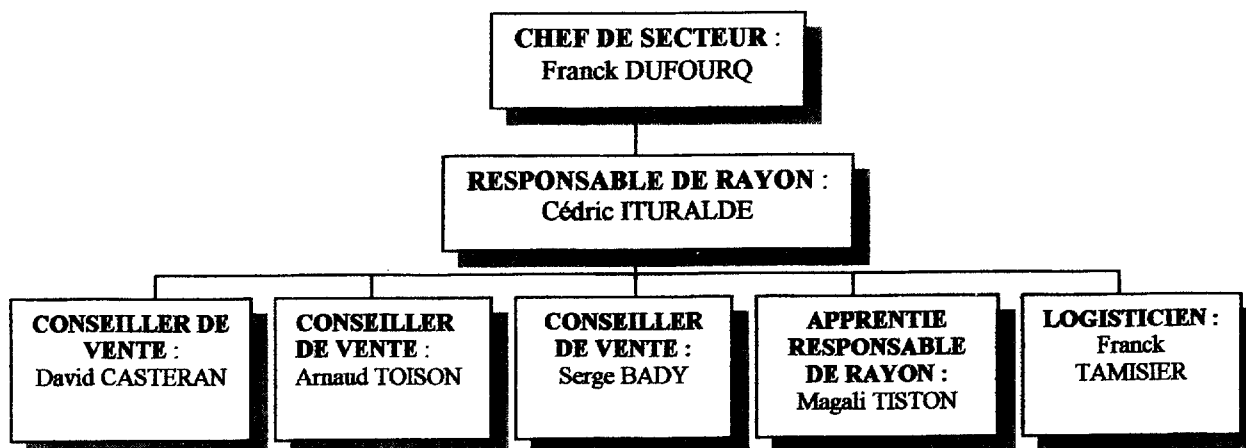 CHEF DE SECTEUR :
Franck DUFOURQ
RESPONSABLE DE RAYON :
Cédric ITURALDE
CONSEILLER DE
VENTE :
David CASTERAN
CONSEILLER
DE VENTE :
Arnaud TOISON
CONSEILLER
DE VENTE :
Serge BADY
APPRENTIE
RESPONSABLE
DE RAYON :
Magali TISTON
LOGISTICIEN :
Franck
TAMISIER